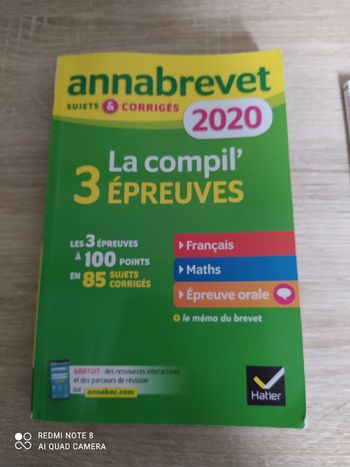 annabrevet
SUJETS & CORRIGÉS
2020
La compil'
3 ÉPREUVES
LES 3 ÉPREUVES
À 100 POINTS
EN 85 SUJETS CORRIGÉS
Français
Maths
Épreuve orale
+ le mémo du brevet
GRATUIT : des ressources interactives
et des parcours de révision
sur annabac.com
Hatier
REDMI NOTE 8
AI QUAD CAMERA